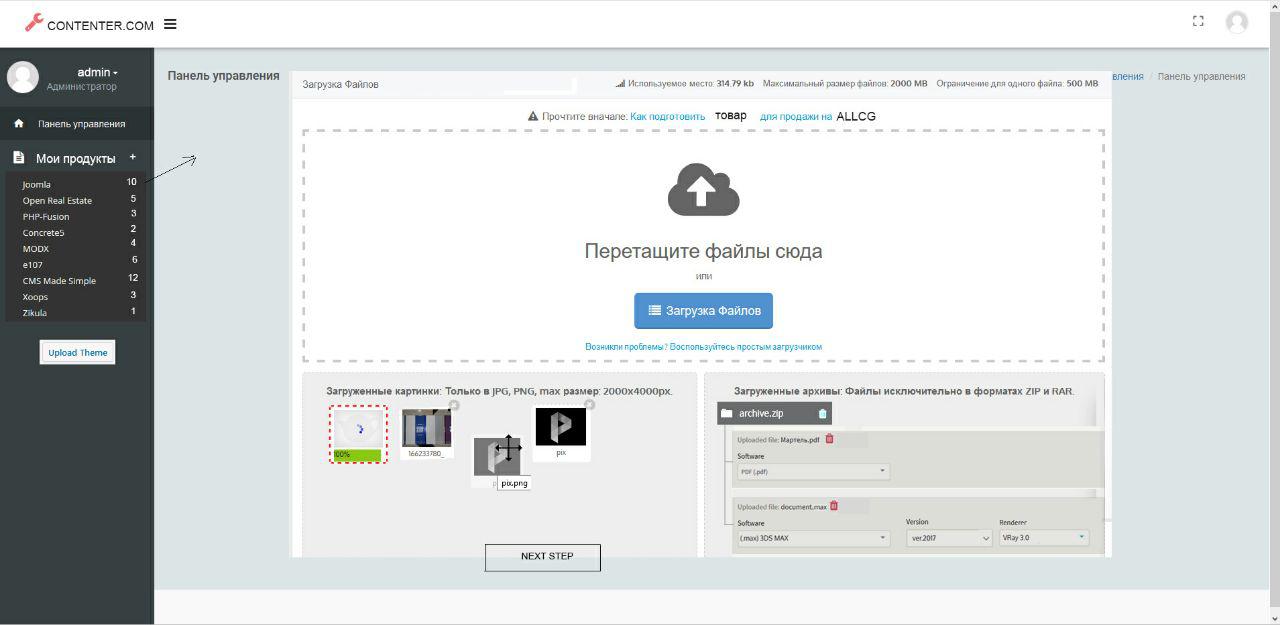 CONTENTER.COM
admin
Администратор
Панель управления
Мои продукты +
Joomla 10
Open Real Estate 5
PHP-Fusion 3
Concrete5 2
MODX 4
e107 6
CMS Made Simple 12
Xoops 3
Zikula 1
Upload Theme
Панель управления
вления / Панель управления
Загрузка Файлов
Используемое место: 314.79 kb Максимальный размер файлов: 2000 MB Ограничение для одного файла: 500 MB
Прочтите вначале: Как подготовить товар для продажи на ALLCG
Перетащите файлы сюда
или
Загрузка Файлов
Возникли проблемы? Воспользуйтесь простым загрузчиком
Загруженные картинки: Только в JPG, PNG, max размер: 2000x4000px.
00%
166233780_
pix
pix.png
NEXT STEP
Загруженные архивы: Файлы исключительно в форматах ZIP и RAR.
archive.zip
Uploaded file: Мартель.pdf
Software
PDF (.pdf)
Uploaded file: document.max
Software Version Renderer
(.max) 3DS MAX ver.2017 VRay 3.0